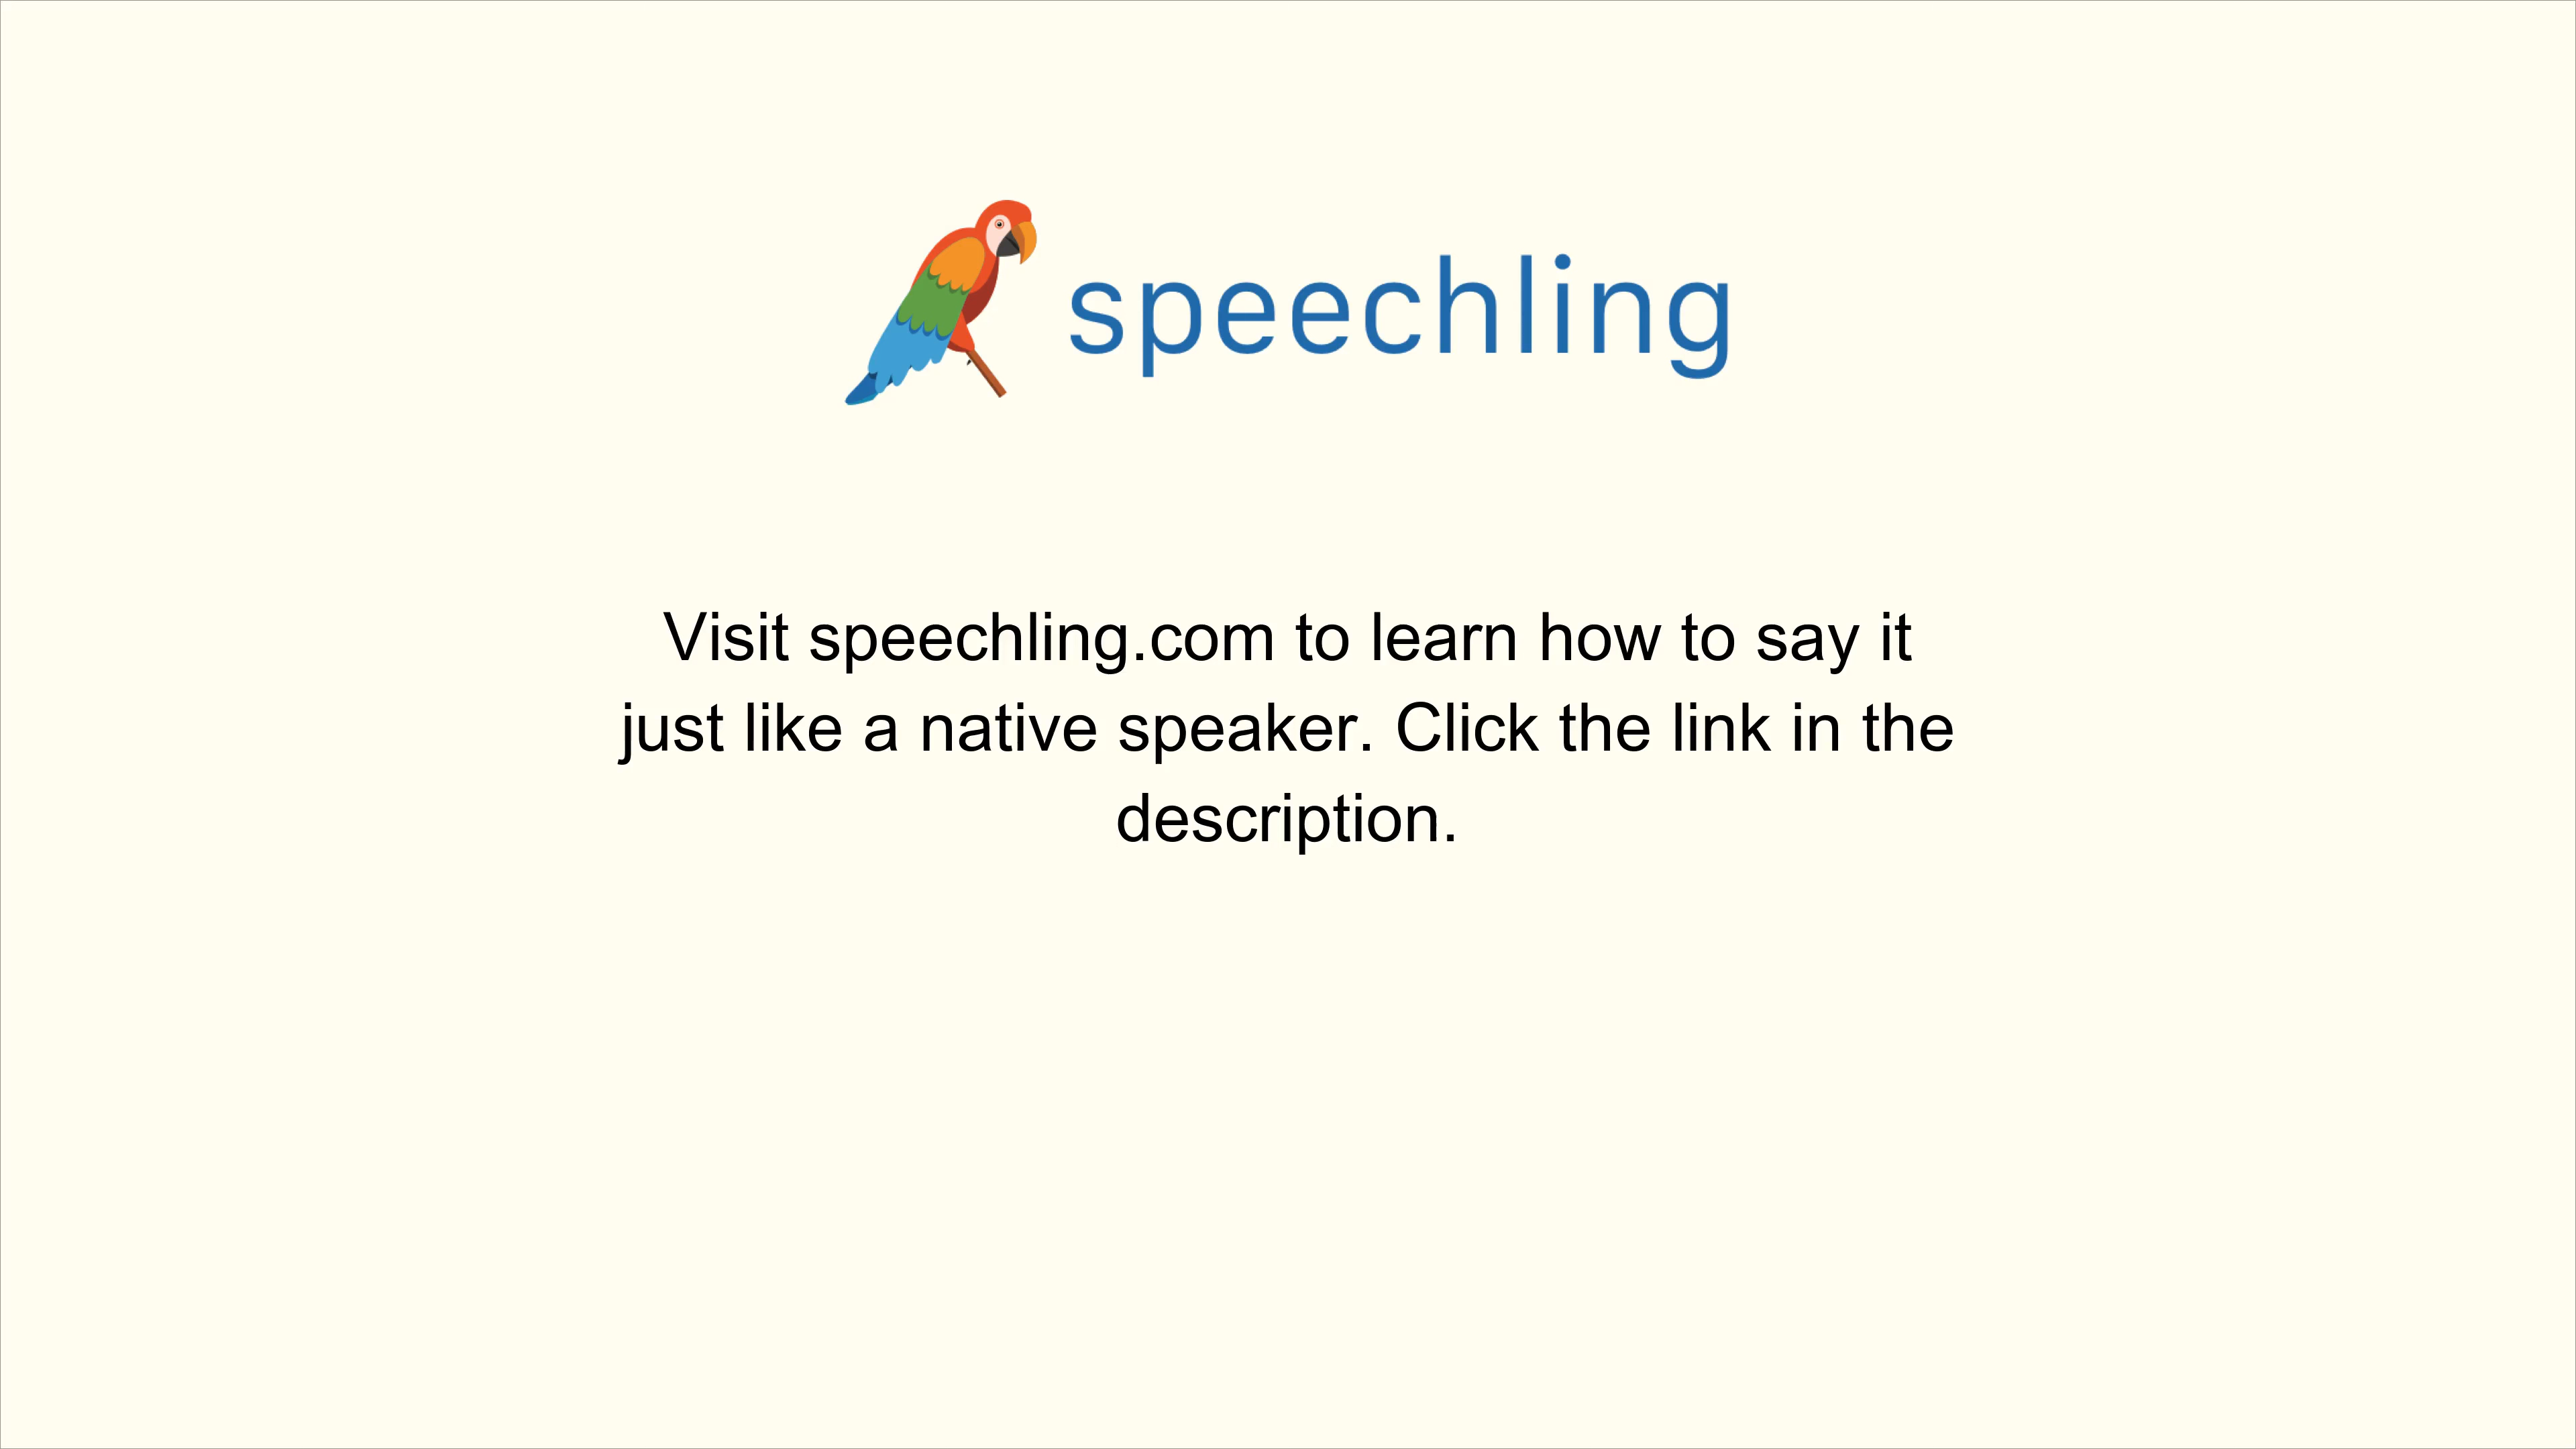 speechling
Visit speechling.com to learn how to say it
just like a native speaker. Click the link in the
description.